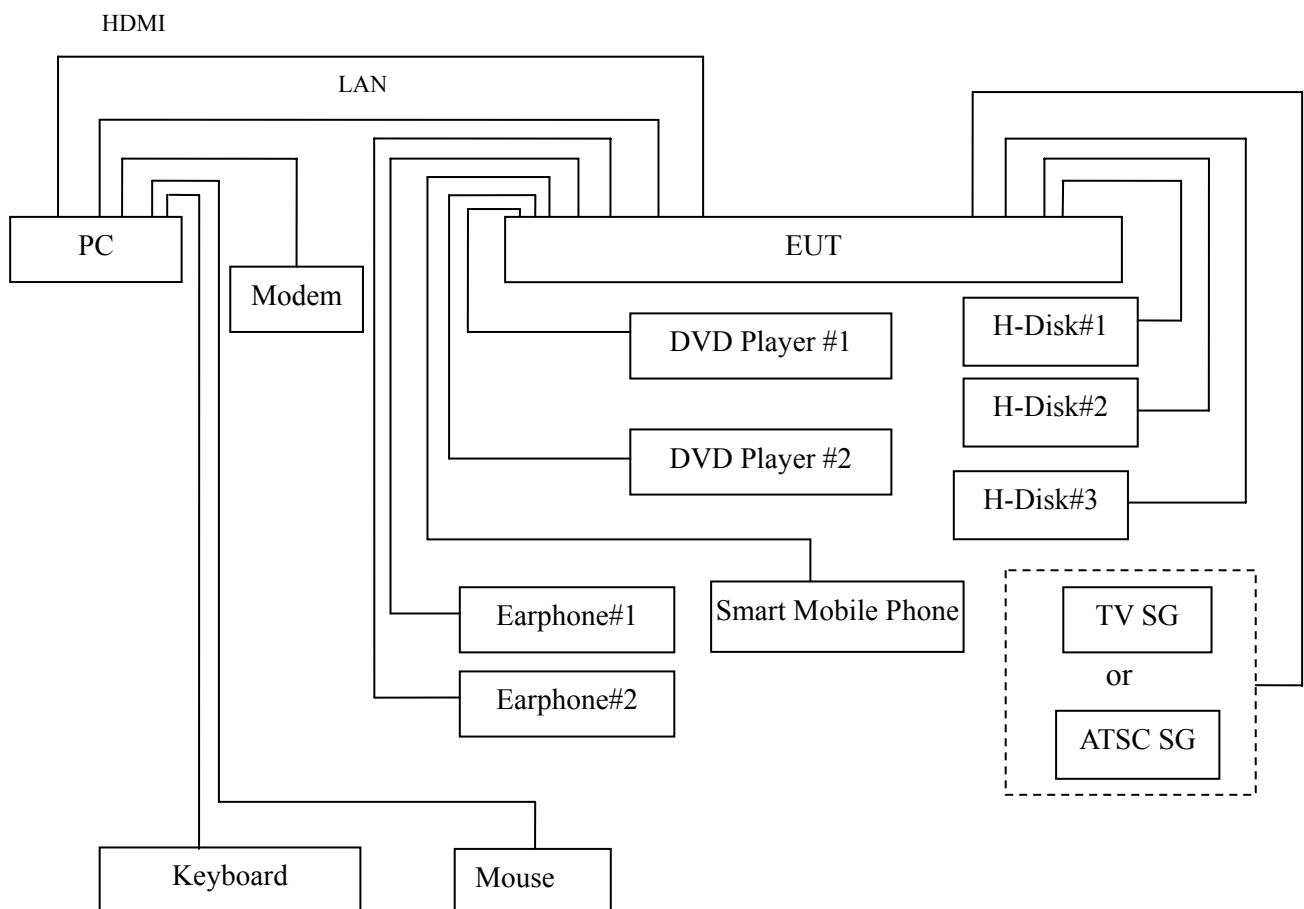 HDMI
LAN
PC
EUT
Modem
DVD Player #1
H-Disk#1
H-Disk#2
DVD Player #2
H-Disk#3
Earphone#1
Smart Mobile Phone
TV SG
or
Earphone#2
ATSC SG
Keyboard
Mouse